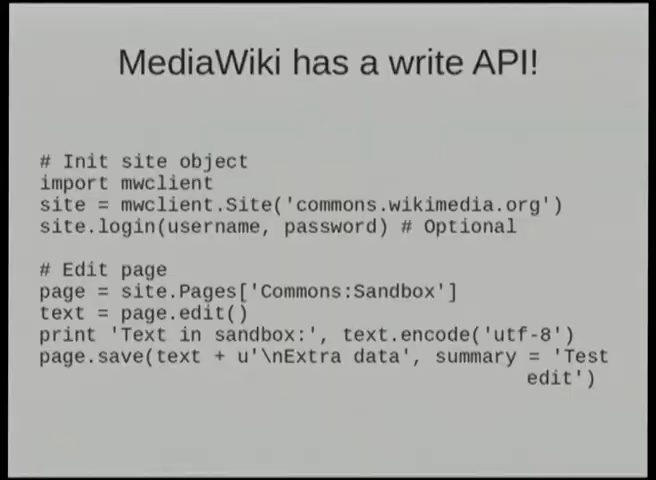 MediaWiki has a write API!
# Init site object
import mwclient
site = mwclient.Site('commons.wikimedia.org')
site.login(username, password) # Optional
# Edit page
page = site.Pages['Commons:Sandbox']
text = page.edit()
print 'Text in sandbox:', text.encode('utf-8')
page.save(text + u'\nExtra data', summary = 'Test
edit')